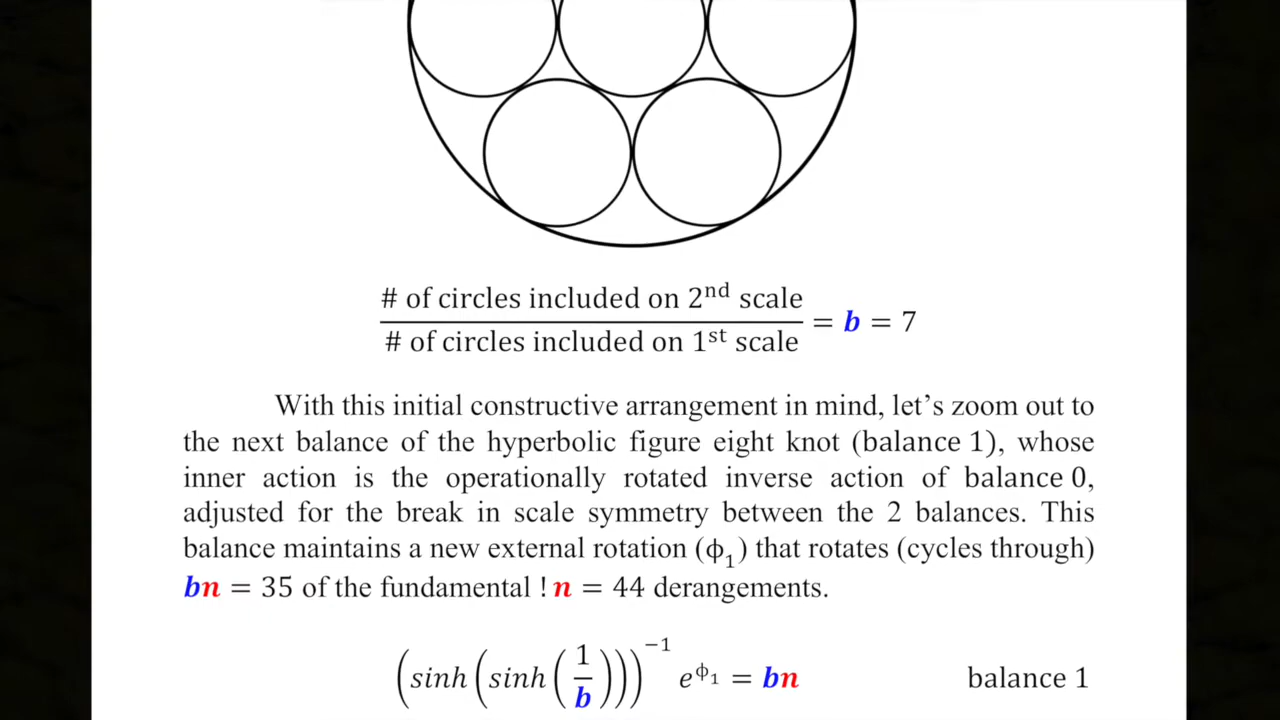 # of circles included on 2ⁿᵈ scale
# of circles included on 1ˢᵗ scale
= b = 7
With this initial constructive arrangement in mind, let’s zoom out to
the next balance of the hyperbolic figure eight knot (balance 1), whose
inner action is the operationally rotated inverse action of balance 0,
adjusted for the break in scale symmetry between the 2 balances. This
balance maintains a new external rotation (ϕ₁) that rotates (cycles through)
bn = 35 of the fundamental !n = 44 derangements.
(sinh(sinh(1/b)))⁻¹ e^ϕ₁ = bn balance 1